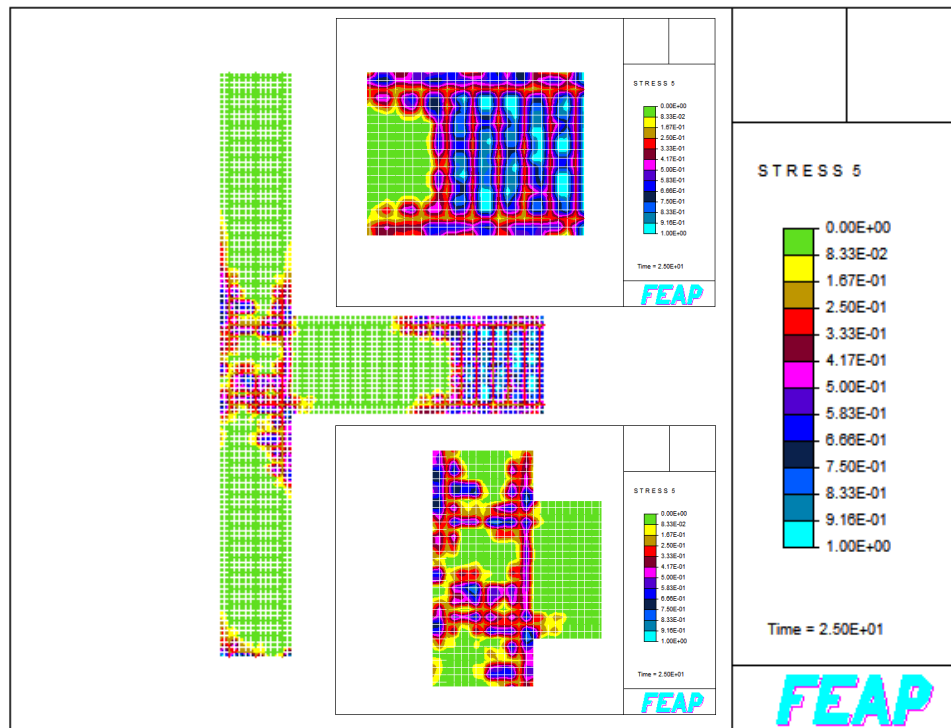 STRESS 5
0.00E+00
8.33E-02
1.67E-01
2.50E-01
3.33E-01
4.17E-01
5.00E-01
5.83E-01
6.66E-01
7.50E-01
8.33E-01
9.16E-01
1.00E+00
Time = 2.50E+01
FEAP
STRESS 5
0.00E+00
8.33E-02
1.67E-01
2.50E-01
3.33E-01
4.17E-01
5.00E-01
5.83E-01
6.66E-01
7.50E-01
8.33E-01
9.16E-01
1.00E+00
Time = 2.50E+01
FEAP
STRESS 5
0.00E+00
8.33E-02
1.67E-01
2.50E-01
3.33E-01
4.17E-01
5.00E-01
5.83E-01
6.66E-01
7.50E-01
8.33E-01
9.16E-01
1.00E+00
Time = 2.50E+01
FEAP